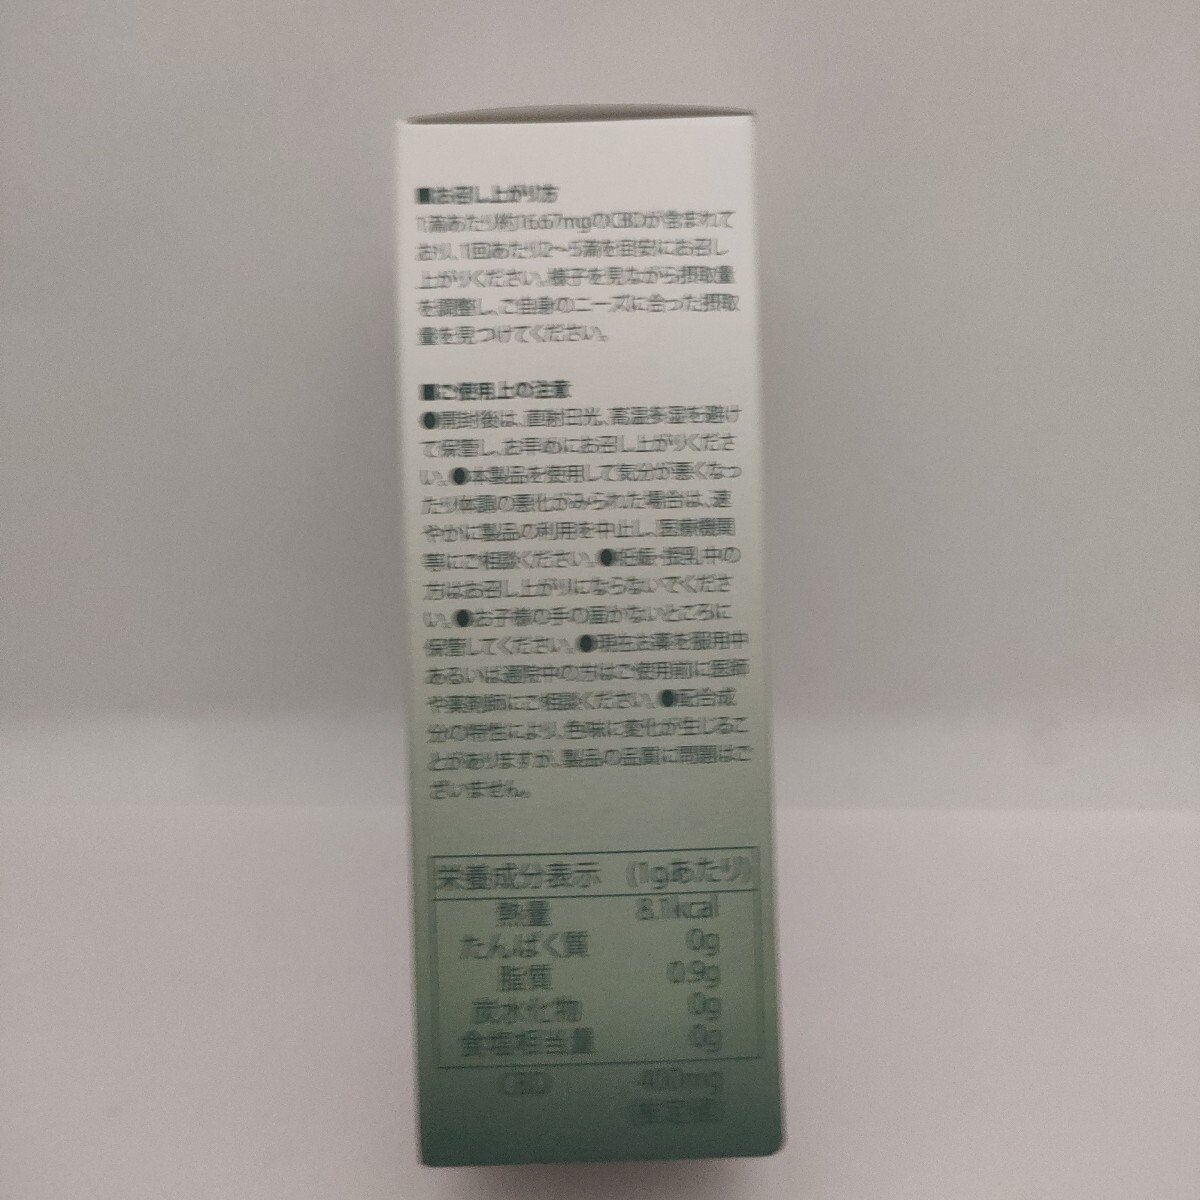 ■お召し上がり方
1滴あたり約16.67mgのCBDが含まれて
おり、1回あたり2〜5滴を目安にお召し
上がりください。様子を見ながら摂取量
を調整し、ご自身のニーズに合った摂取
量を見つけてください。
■ご使用上の注意
●開封後は、直射日光、高温多湿を避け
て保管し、お早めにお召し上がりくださ
い。●本製品を使用して気分が悪くなっ
たり体調の悪化がみられた場合は、速
やかに製品の利用を中止し、医療機関
等にご相談ください。●妊娠・授乳中の
方はお召し上がりにならないでくださ
い。●お子様の手の届かないところに
保管してください。●現在お薬を服用中
あるいは通院中の方はご使用前に医師
や薬剤師にご相談ください。●配合成
分の特性により、色味に変化が生じるこ
とがありますが、製品の品質に問題はご
ざいません。
栄養成分表示 (1gあたり)
熱量 8.1kcal
たんぱく質 0g
脂質 0.9g
炭水化物 0g
食塩相当量 0g
CBD 400mg
(推定値)